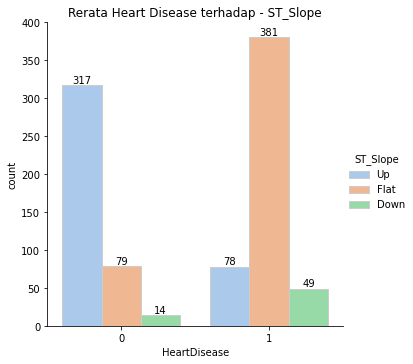 Rerata Heart Disease terhadap - ST_Slope
400
350
300
250
200
150
100
50
0
count
317
79
14
78
381
49
0 1
HeartDisease
ST_Slope
Up
Flat
Down